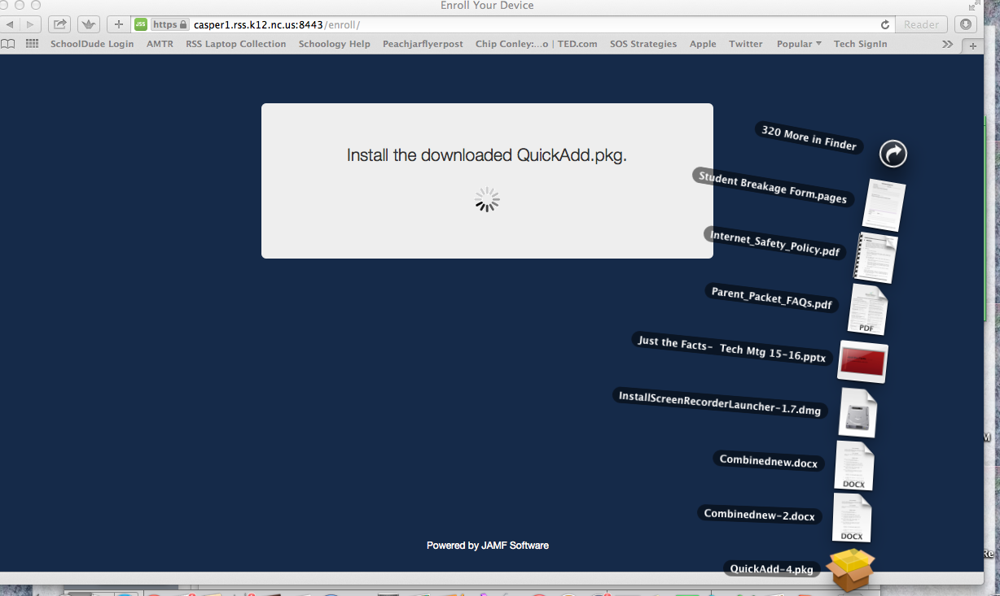 Enroll Your Device
JSS https casper1.rss.k12.nc.us:8443/enroll/ Reader
SchoolDude Login AMTR RSS Laptop Collection Schoology Help Peachjarflyerpost Chip Conley:...o | TED.com SOS Strategies Apple Twitter Popular Tech SignIn
Install the downloaded QuickAdd.pkg.
320 More in Finder
Student Breakage Form.pages
Internet_Safety_Policy.pdf
Parent_Packet_FAQs.pdf
PDF
Just the Facts- Tech Mtg 15-16.pptx
InstallScreenRecorderLauncher-1.7.dmg
Combinednew.docx
DOCX
Combinednew-2.docx
DOCX
Powered by JAMF Software
QuickAdd-4.pkg